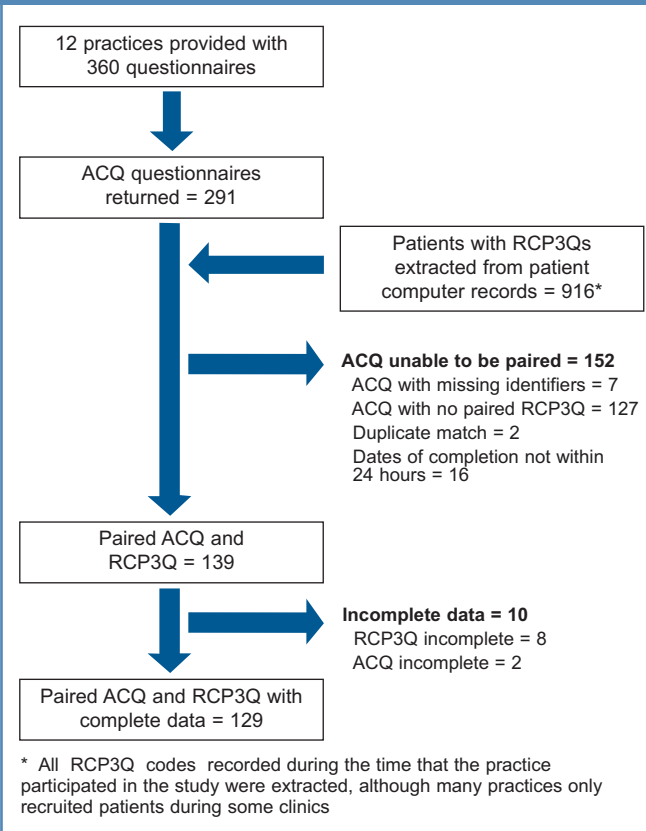 12 practices provided with
360 questionnaires
ACQ questionnaires
returned = 291
Patients with RCP3Qs
extracted from patient
computer records = 916*
ACQ unable to be paired = 152
ACQ with missing identifiers = 7
ACQ with no paired RCP3Q = 127
Duplicate match = 2
Dates of completion not within
24 hours = 16
Paired ACQ and
RCP3Q = 139
Incomplete data = 10
RCP3Q incomplete = 8
ACQ incomplete = 2
Paired ACQ and RCP3Q with
complete data = 129
* All RCP3Q codes recorded during the time that the practice
participated in the study were extracted, although many practices only
recruited patients during some clinics